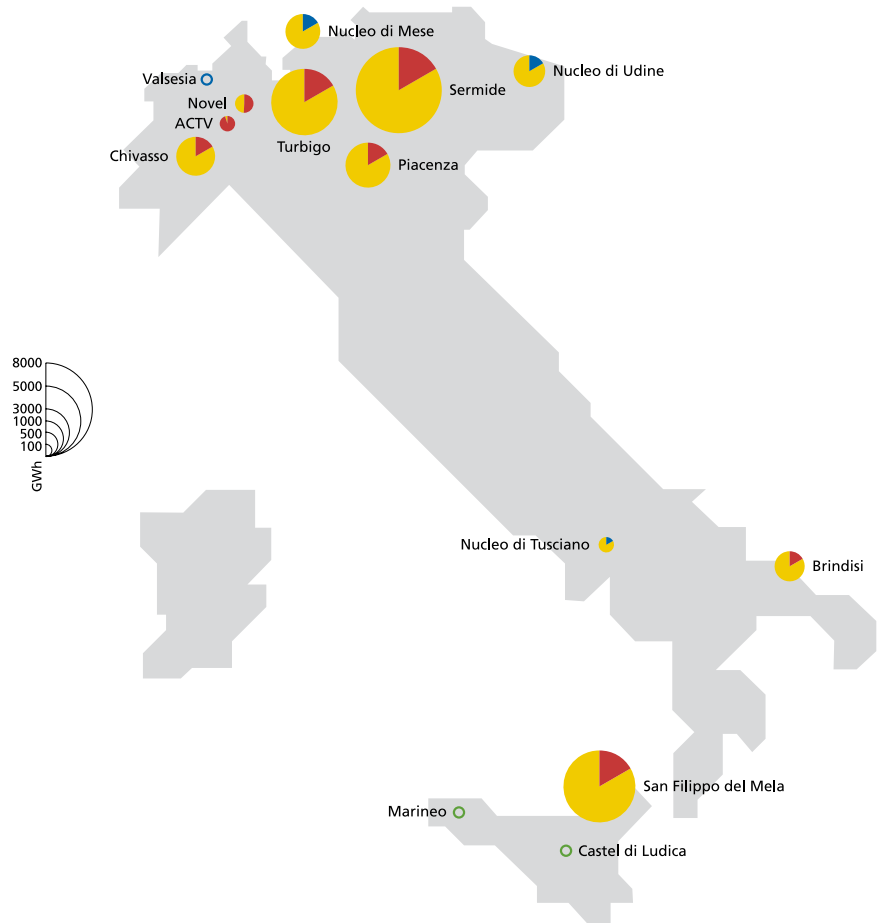 Nucleo di Mese
Valsesia
Nucleo di Udine
Sermide
Novel
ACTV
Turbigo
Chivasso
Piacenza
8000
5000
3000
1000
500
100
GWh
Nucleo di Tusciano
Brindisi
San Filippo del Mela
Marineo
Castel di Ludica